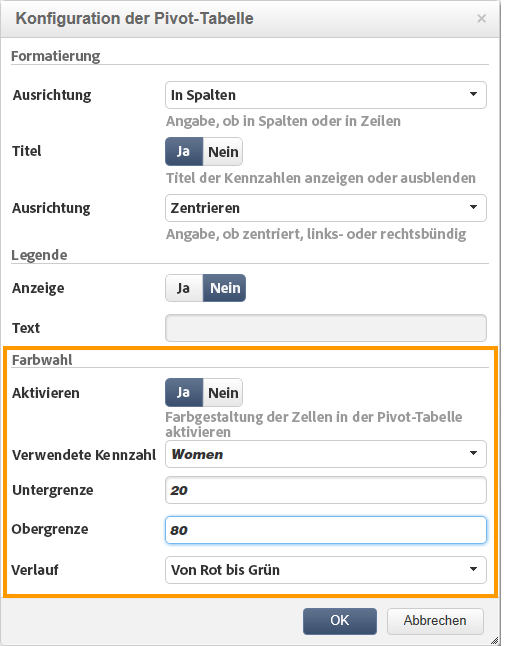 Konfiguration der Pivot-Tabelle ×
Formatierung
Ausrichtung In Spalten
Angabe, ob in Spalten oder in Zeilen
Titel Ja Nein
Titel der Kennzahlen anzeigen oder ausblenden
Ausrichtung Zentrieren
Angabe, ob zentriert, links- oder rechtsbündig
Legende
Anzeige Ja Nein
Text
Farbwahl
Aktivieren Ja Nein
Farbgestaltung der Zellen in der Pivot-Tabelle
aktivieren
Verwendete Kennzahl Women
Untergrenze 20
Obergrenze 80
Verlauf Von Rot bis Grün
OK Abbrechen